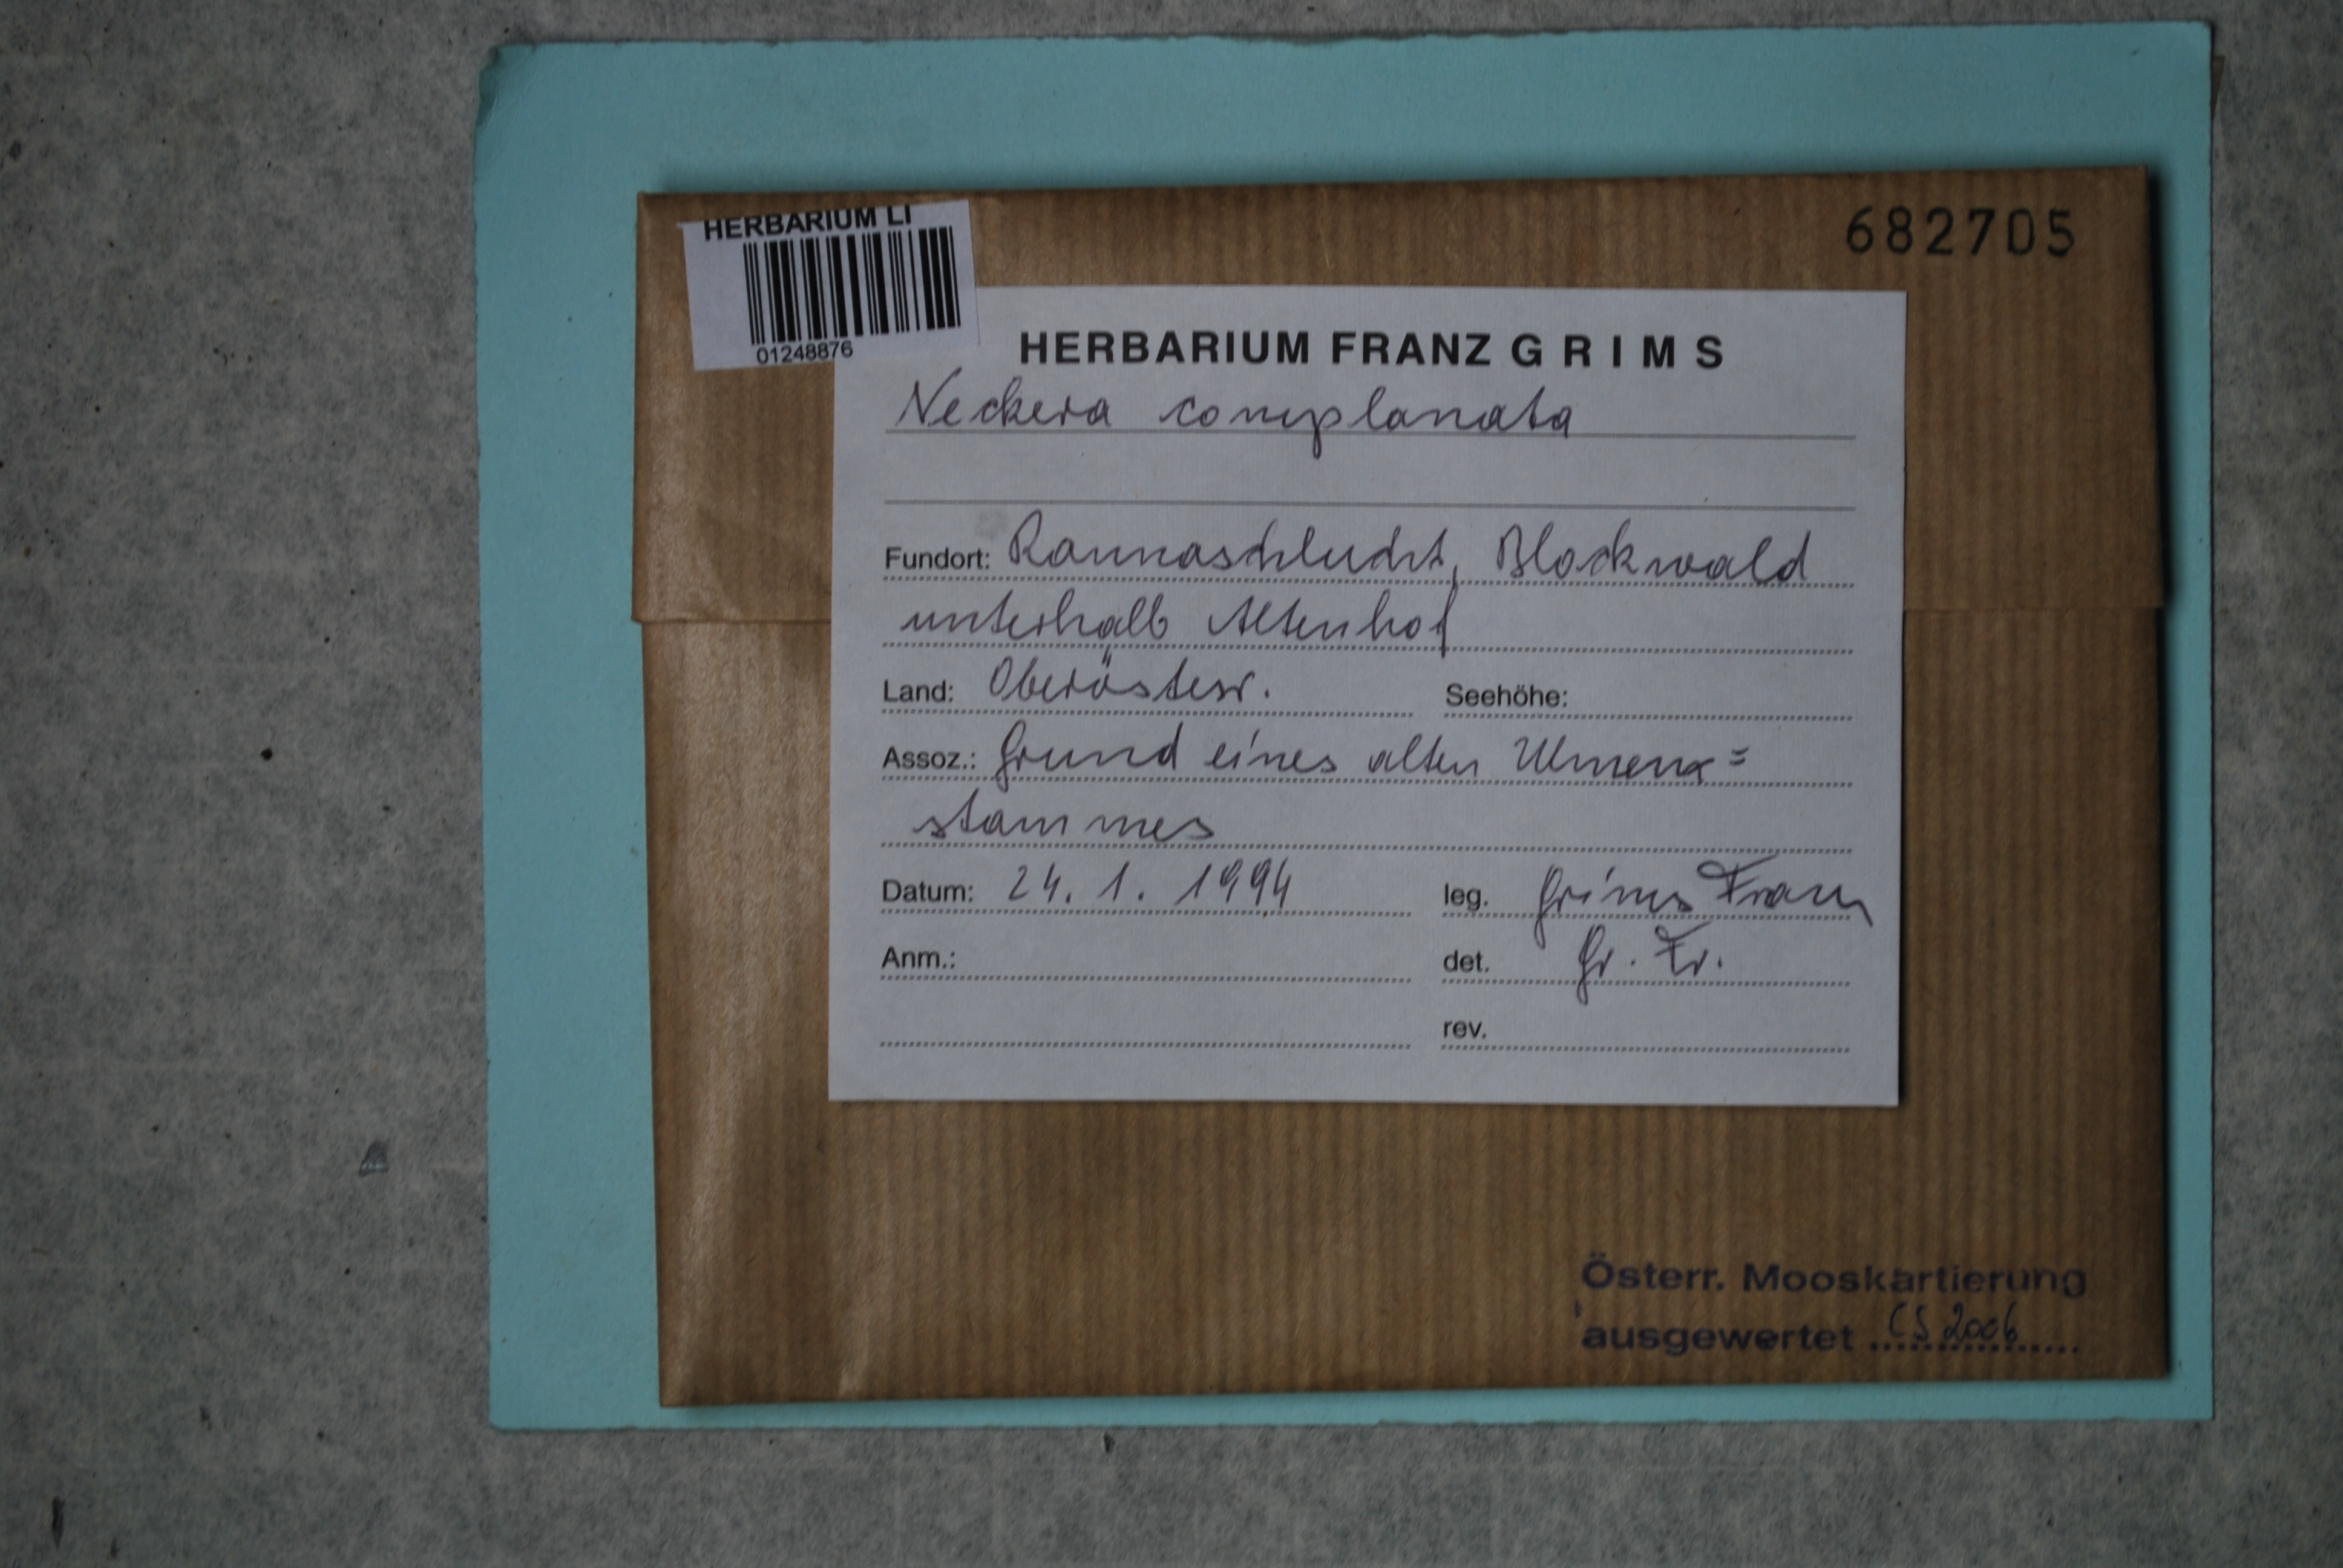 HERBARIUM LI
01248876
682705
HERBARIUM FRANZ GRIMS
Neckera complanata
Fundort: Rannaschlucht, Blockwald
unterhalb Altenhof
Land: Oberösterr. Seehöhe:
Assoz.: Grund eines alten Ulmen=
stammes
Datum: 24. 1. 1994 leg. Grims Franz
Anm.: det. Gr. Fr.
rev.
Österr. Mooskartierung
ausgewertet CS 2006